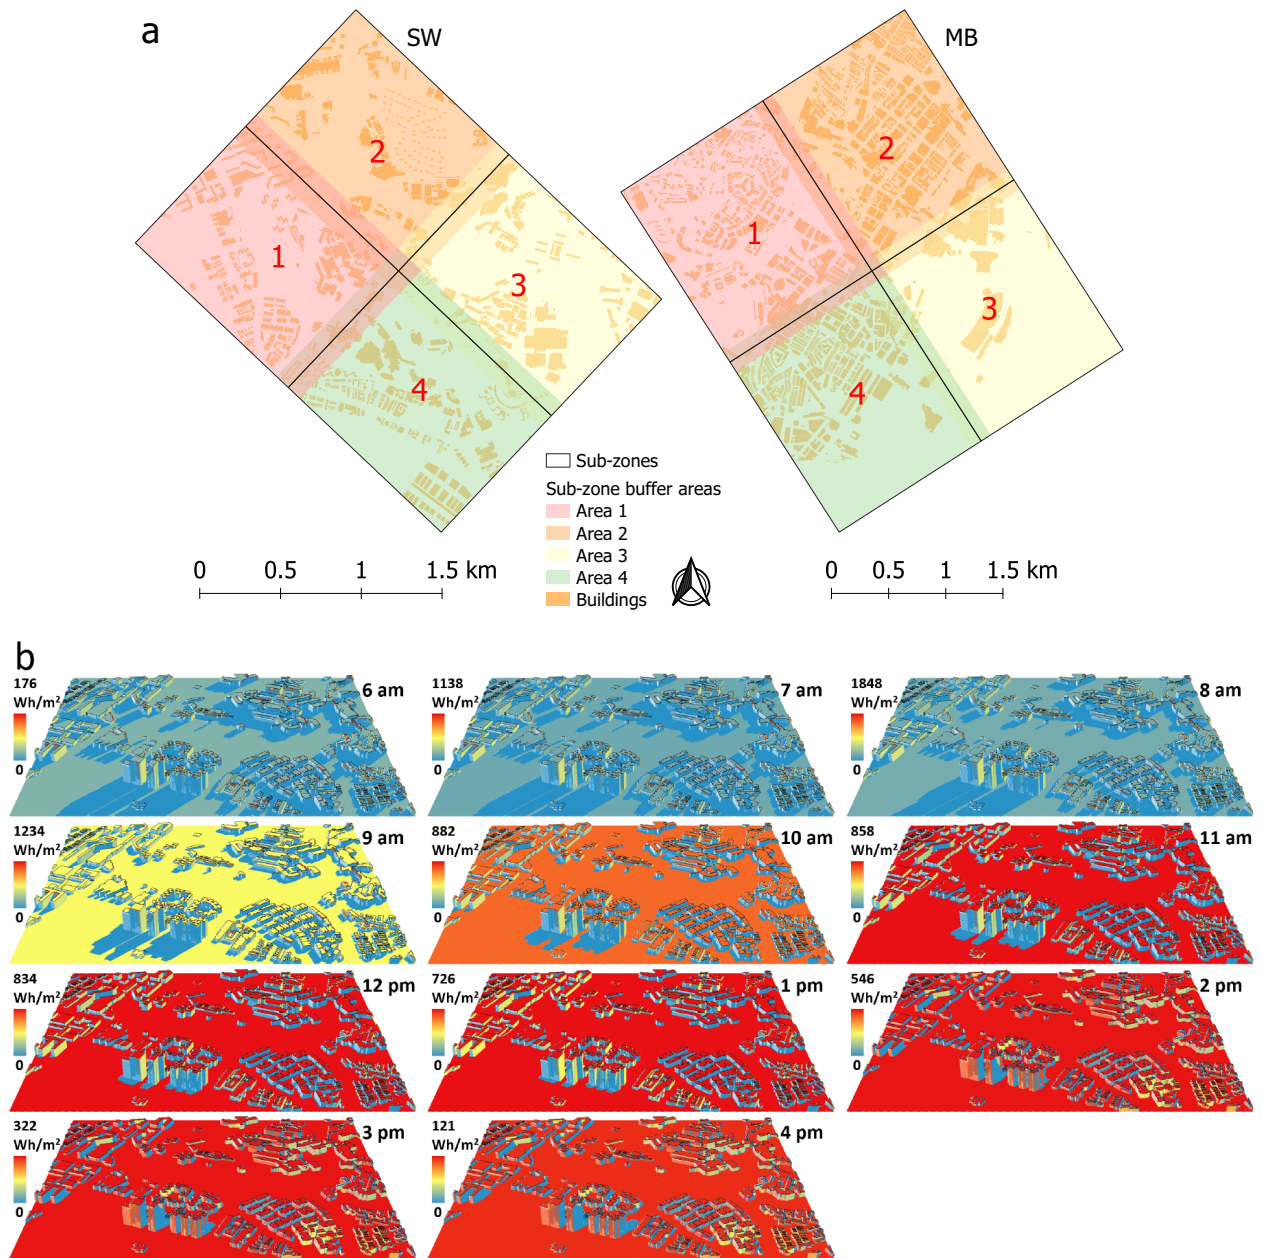 a
SW
MB
2
1
3
4
2
1
3
4
Sub-zones
Sub-zone buffer areas
Area 1
Area 2
Area 3
Area 4
Buildings
0 0.5 1 1.5 km
0 0.5 1 1.5 km
b
176
Wh/m²
0
6 am
1138
Wh/m²
0
7 am
1848
Wh/m²
0
8 am
1234
Wh/m²
0
9 am
882
Wh/m²
0
10 am
858
Wh/m²
0
11 am
834
Wh/m²
0
12 pm
726
Wh/m²
0
1 pm
546
Wh/m²
0
2 pm
322
Wh/m²
0
3 pm
121
Wh/m²
0
4 pm